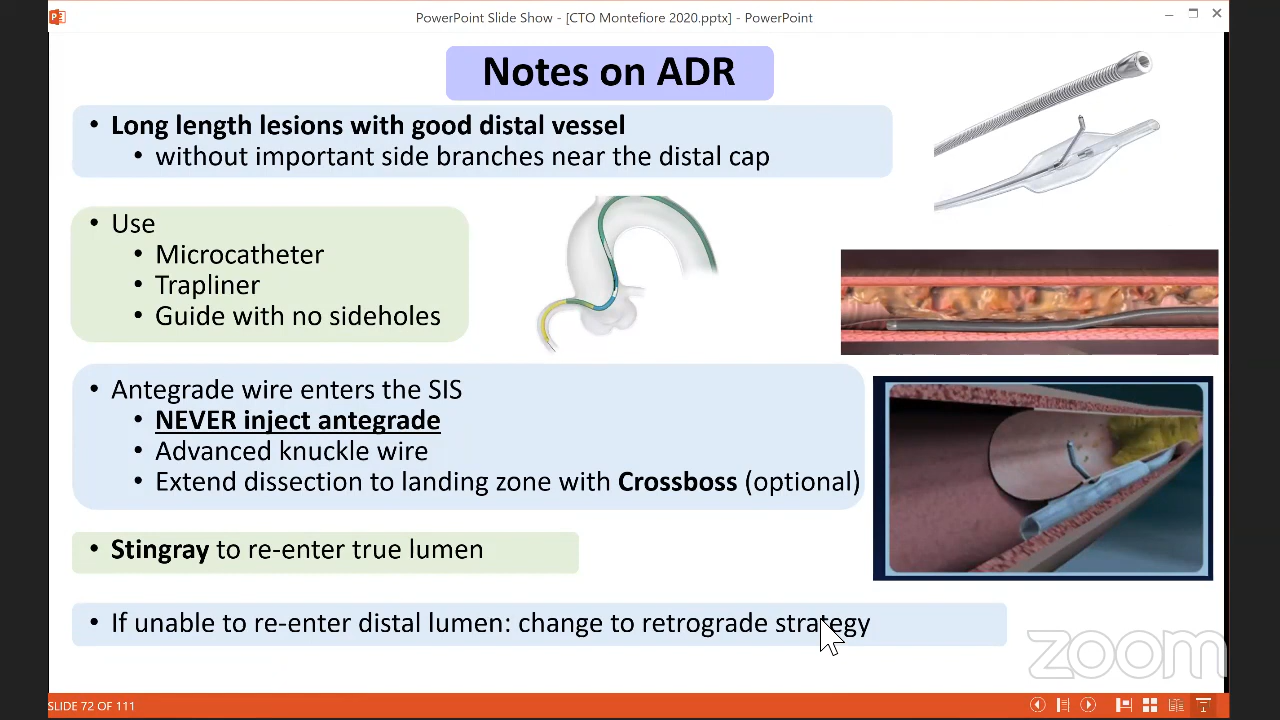 PowerPoint Slide Show - [CTO Montefiore 2020.pptx] - PowerPoint
Notes on ADR
• Long length lesions with good distal vessel
• without important side branches near the distal cap
• Use
• Microcatheter
• Trapliner
• Guide with no sideholes
• Antegrade wire enters the SIS
• NEVER inject antegrade
• Advanced knuckle wire
• Extend dissection to landing zone with Crossboss (optional)
• Stingray to re-enter true lumen
• If unable to re-enter distal lumen: change to retrograde strategy
zoom
SLIDE 72 OF 111